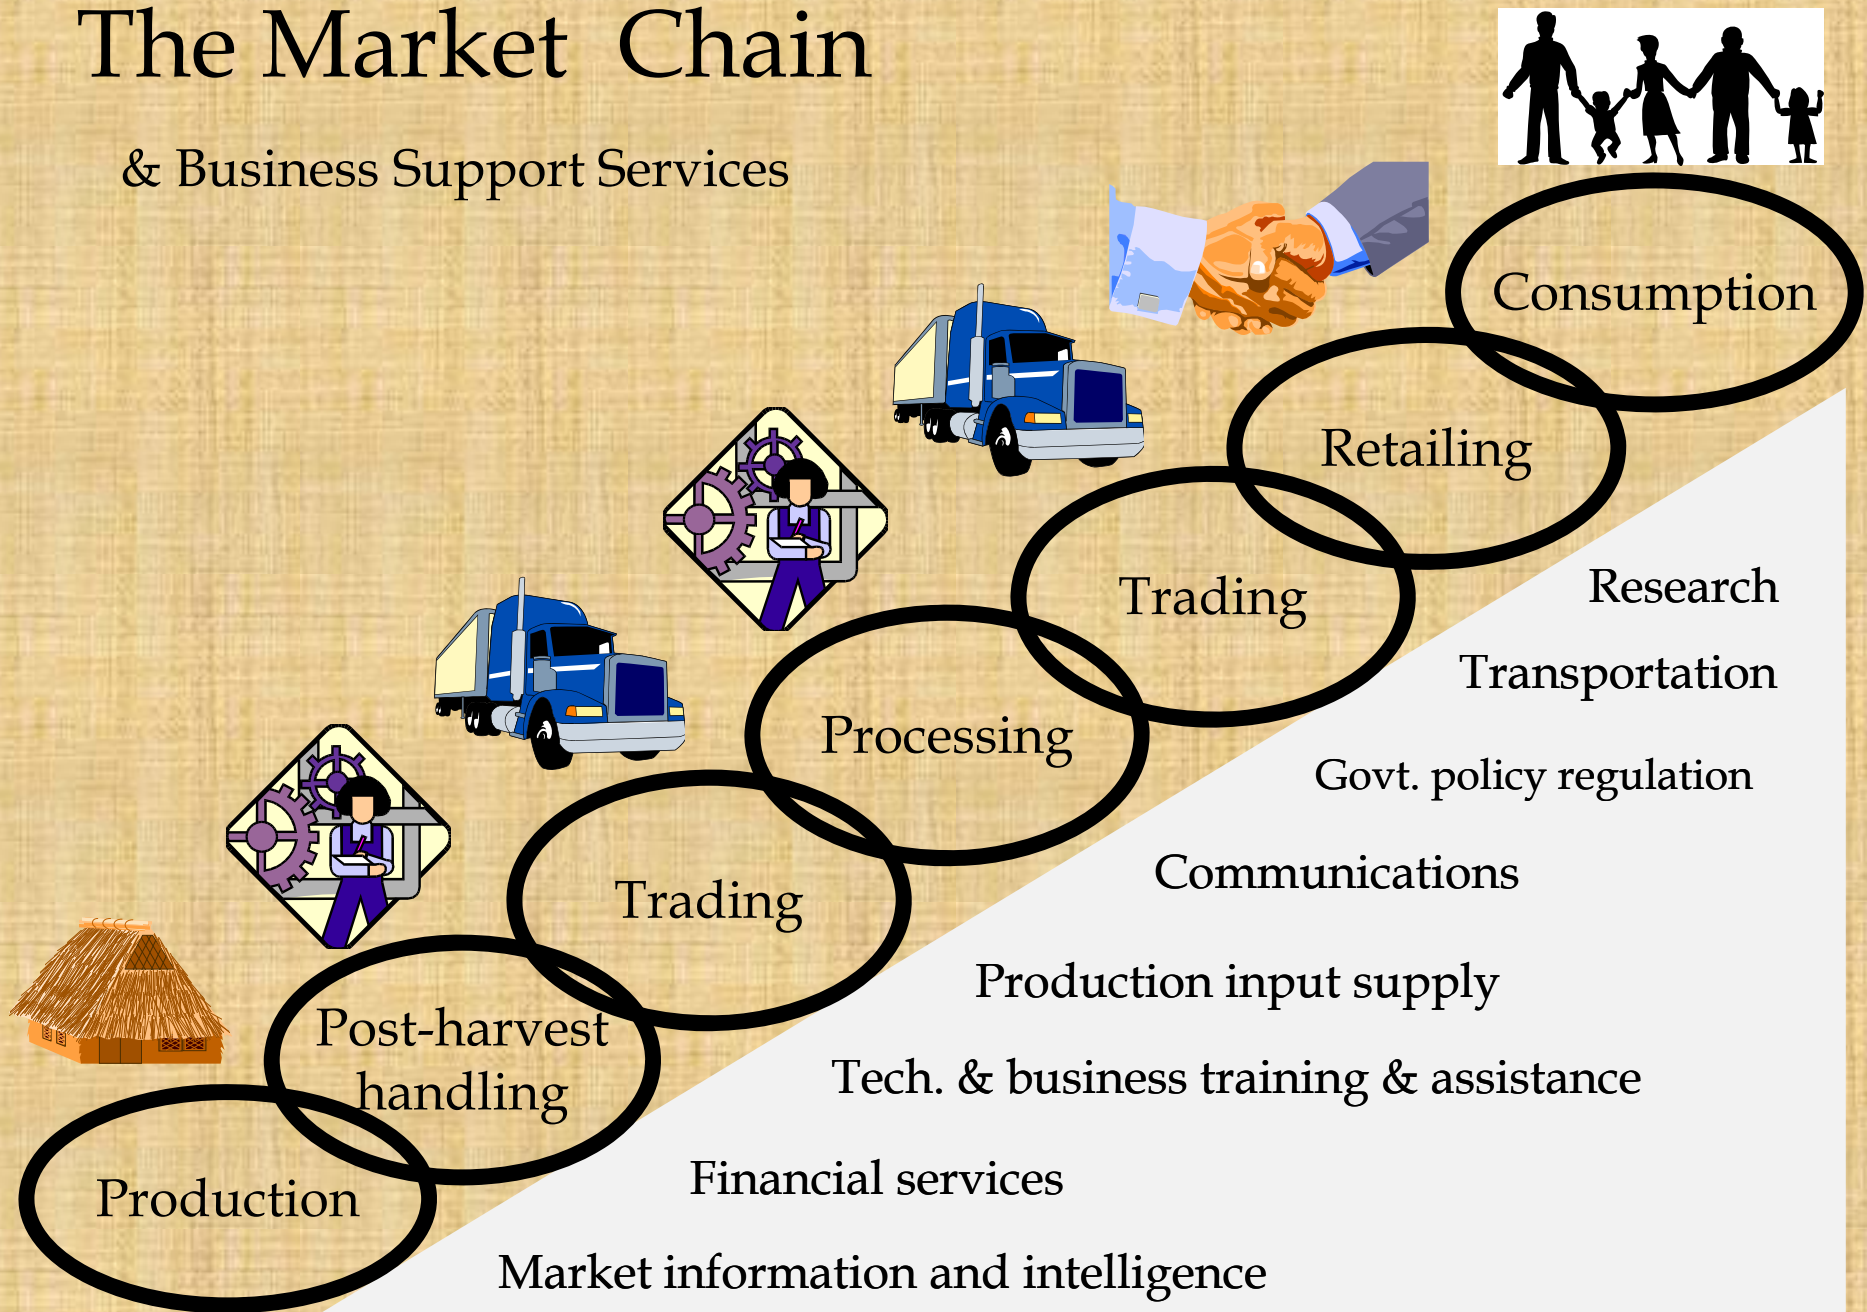 The Market Chain
& Business Support Services
Consumption
Retailing
Trading
Processing
Trading
Post-harvest
handling
Production
Research
Transportation
Govt. policy regulation
Communications
Production input supply
Tech. & business training & assistance
Financial services
Market information and intelligence